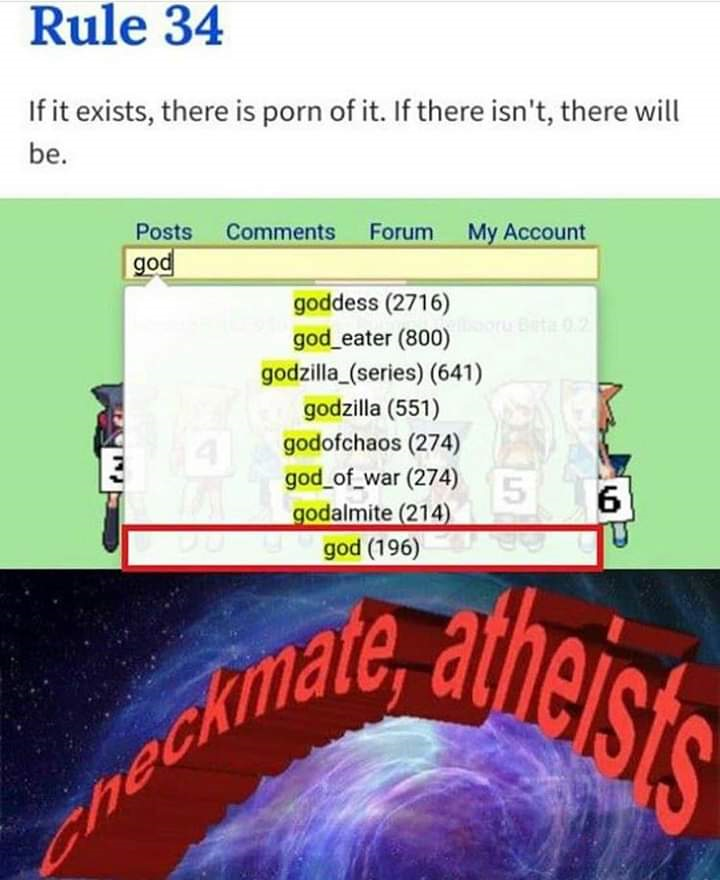 Rule 34
If it exists, there is porn of it. If there isn't, there will
be.
Posts Comments Forum My Account
god
goddess (2716)
god_eater (800)
godzilla_(series) (641)
godzilla (551)
godofchaos (274)
god_of_war (274)
godalmite (214)
god (196)
3
4
5
6
checkmate, atheists